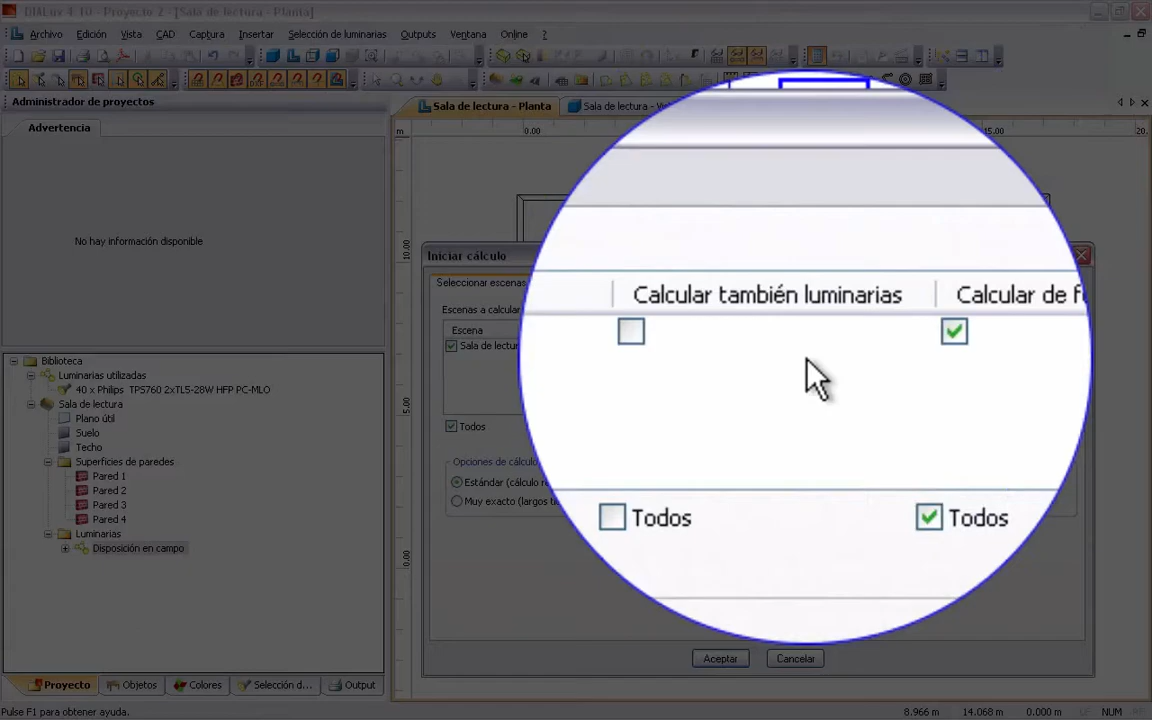 DIALux 4.10 - Proyecto 2 - [Sala de lectura - Planta]
Archivo Edición Vista CAD Captura Insertar Selección de luminarias Outputs Ventana Online ?
Administrador de proyectos
Advertencia
No hay información disponible
Sala de lectura - Planta
Sala de lectura -
m
0.00
15.00
20.
10.00
5.00
0.00
Iniciar cálculo
Seleccionar escenas
Escenas a calcular
Escena
Sala de lectur
Calcular también luminarias
Calcular de f
Todos
Todos
Todos
Opciones de cálculo
Estándar (cálculo r
Muy exacto (largos ti
Aceptar
Cancelar
Biblioteca
Luminarias utilizadas
40 x Philips TPS760 2xTL5-28W HFP PC-MLO
Sala de lectura
Plano útil
Suelo
Techo
Superficies de paredes
Pared 1
Pared 2
Pared 3
Pared 4
Luminarias
Disposición en campo
Proyecto Objetos Colores Selección d... Output
Pulse F1 para obtener ayuda.
8.966 m 14.068 m 0.000 m NUM